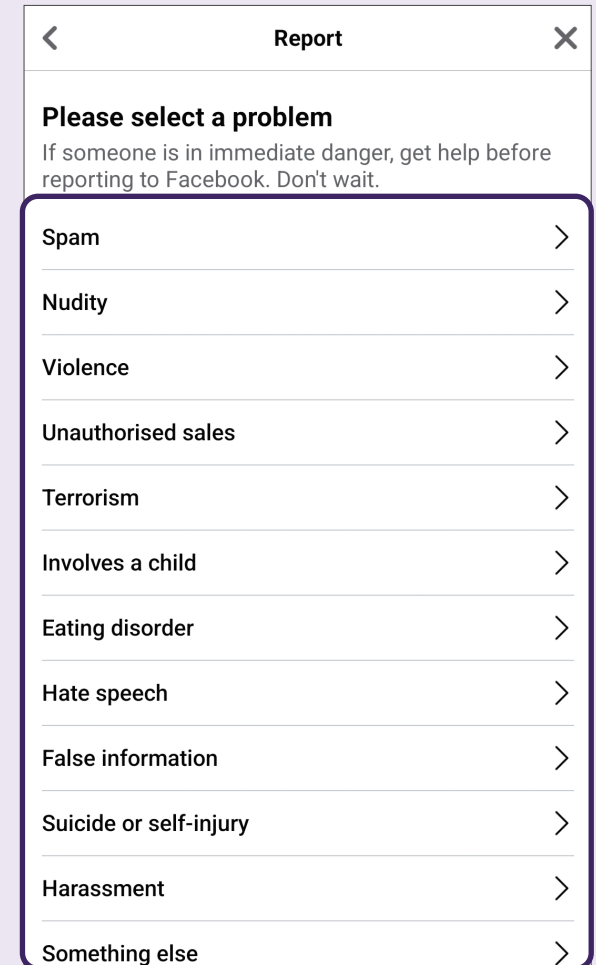 Report
Please select a problem
If someone is in immediate danger, get help before
reporting to Facebook. Don't wait.
Spam
Nudity
Violence
Unauthorised sales
Terrorism
Involves a child
Eating disorder
Hate speech
False information
Suicide or self-injury
Harassment
Something else